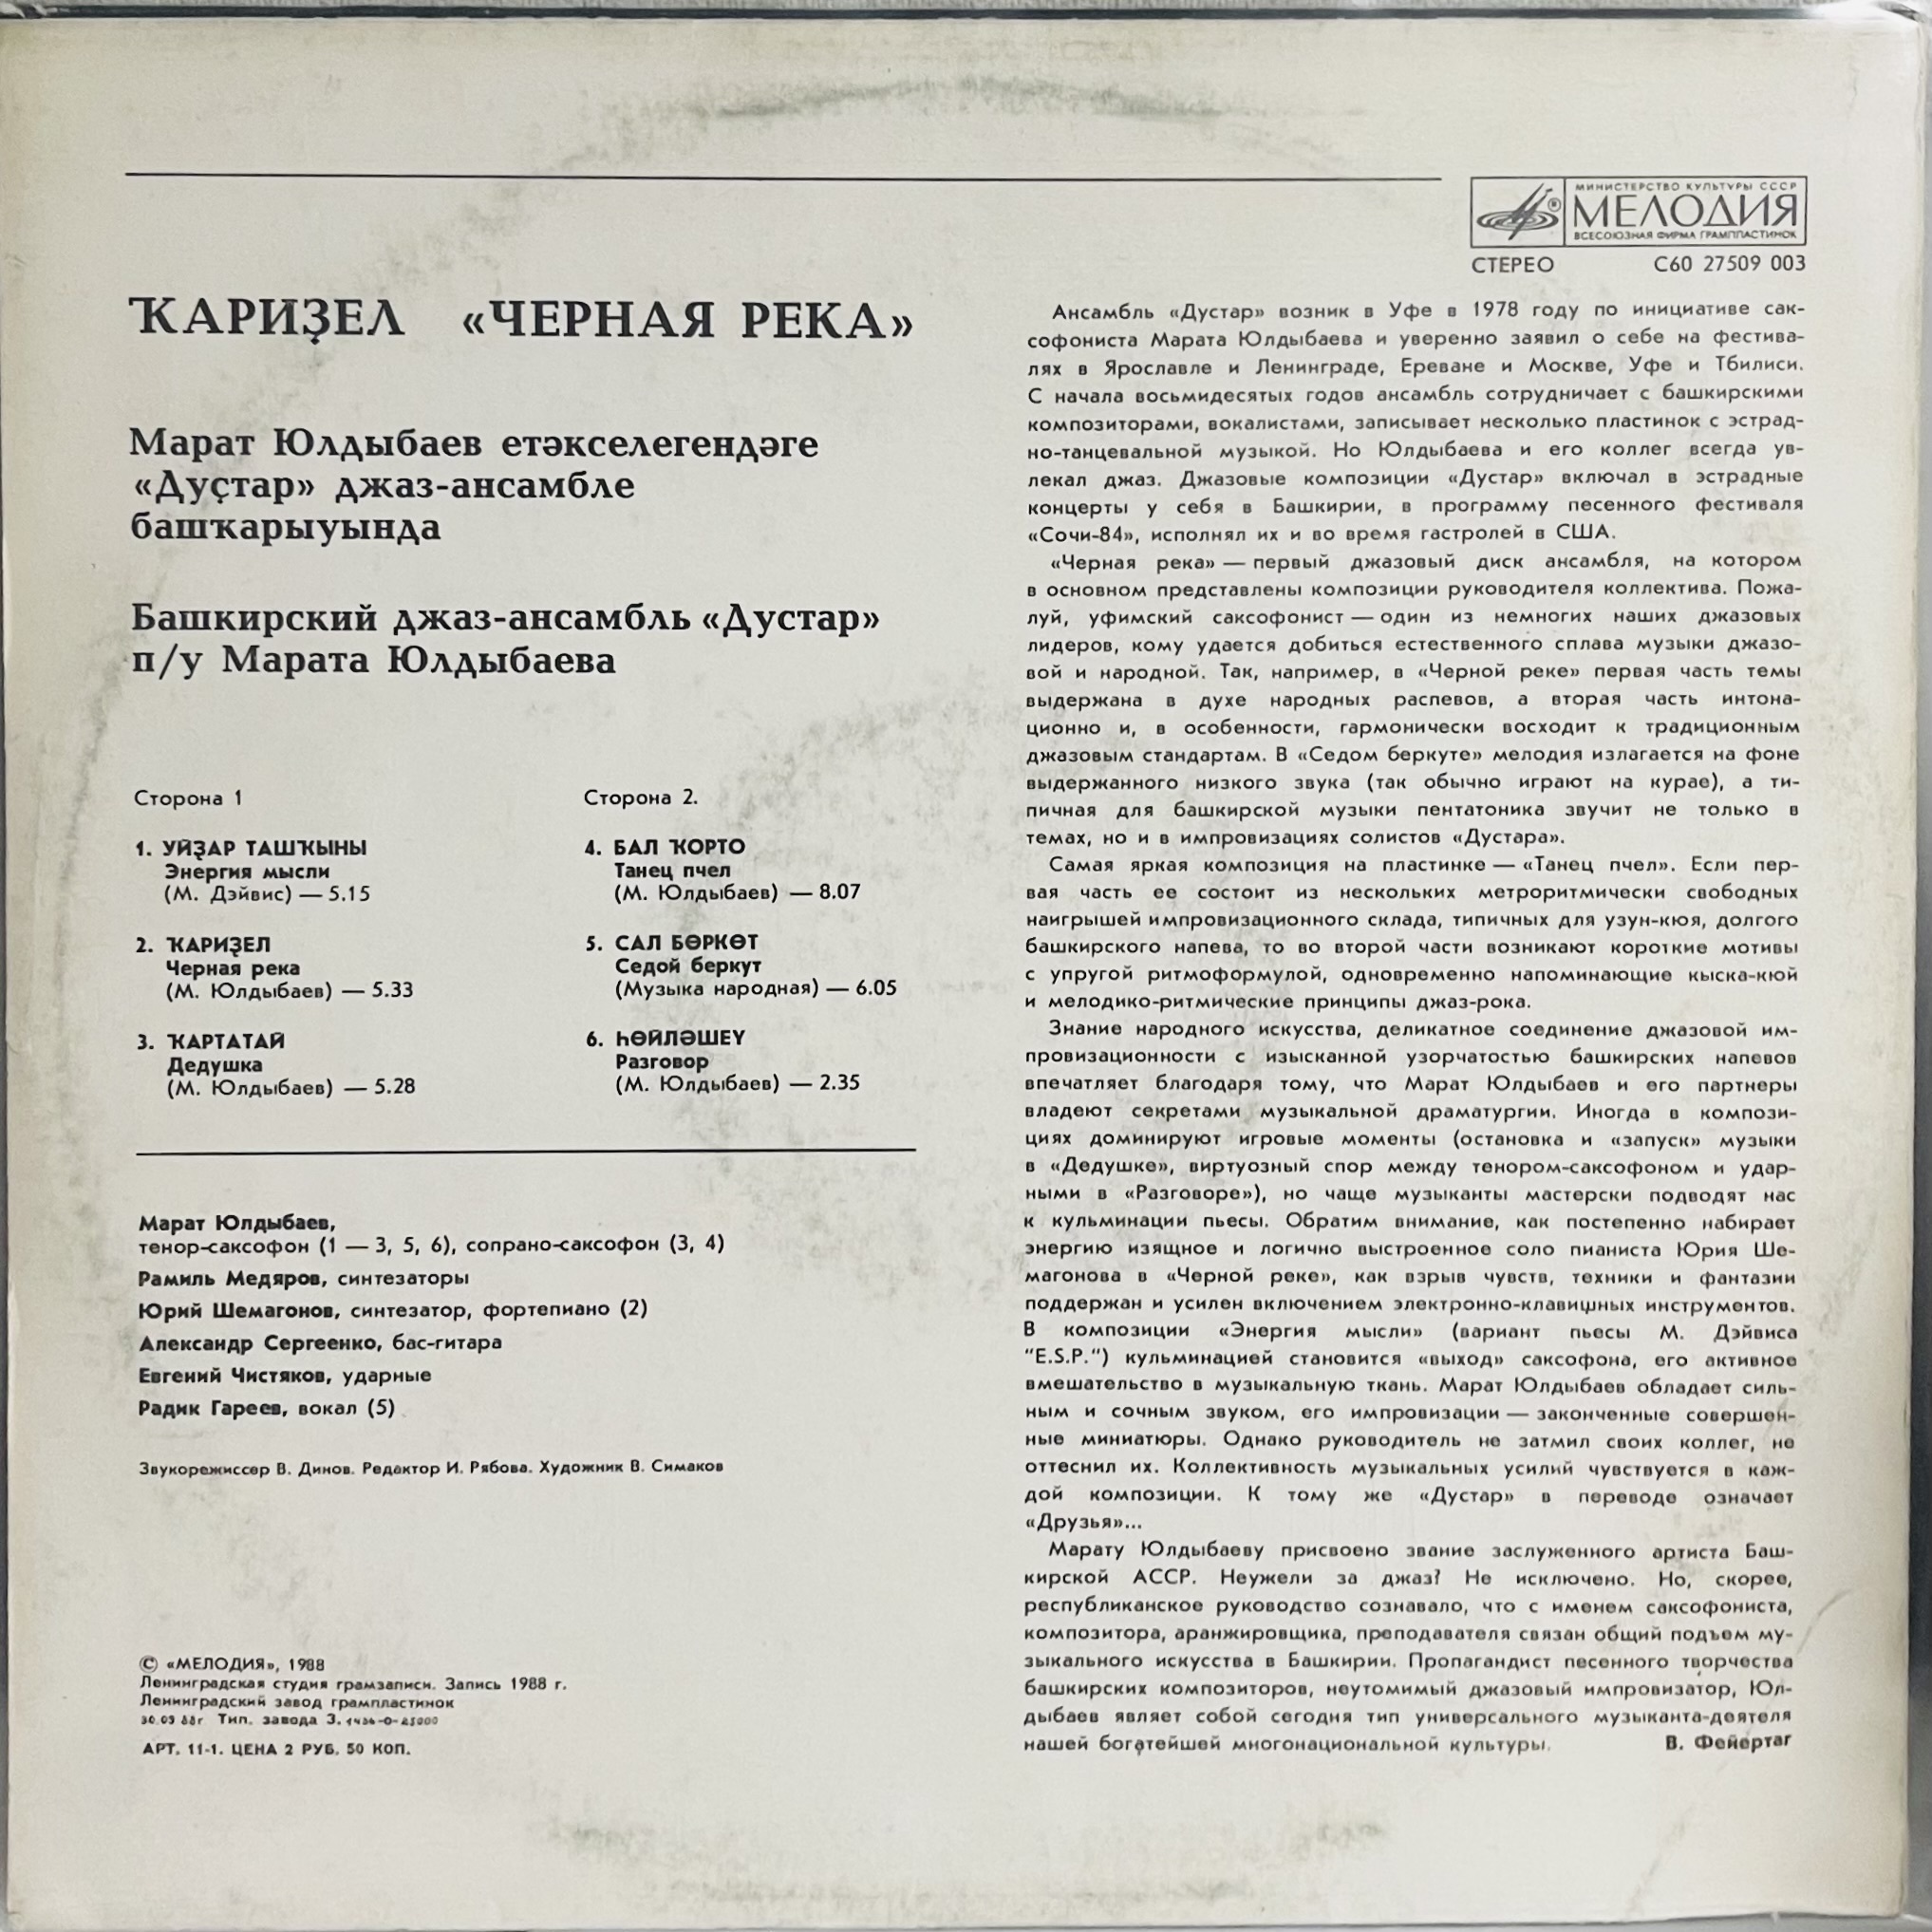 МИНИСТЕРСТВО КУЛЬТУРЫ СССР
МЕЛОДИЯ
ВСЕСОЮЗНАЯ ФИРМА ГРАМПЛАСТИНОК
СТЕРЕО С60 27509 003
ҠАРИҘЕЛ «ЧЕРНАЯ РЕКА»
Марат Юлдыбаев етәкселегендәге
«Дуҫтар» джаз-ансамбле
башҡарыуында
Башкирский джаз-ансамбль «Дустар»
п/у Марата Юлдыбаева
Сторона 1
1. УЙҘАР ТАШҠЫНЫ
Энергия мысли
(М. Дэйвис) — 5.15
2. ҠАРИҘЕЛ
Черная река
(М. Юлдыбаев) — 5.33
3. ҠАРТАТАЙ
Дедушка
(М. Юлдыбаев) — 5.28
Сторона 2.
4. БАЛ ҠОРТО
Танец пчел
(М. Юлдыбаев) — 8.07
5. САЛ БӨРКӨТ
Седой беркут
(Музыка народная) — 6.05
6. ҺӨЙЛӘШЕҮ
Разговор
(М. Юлдыбаев) — 2.35
Марат Юлдыбаев,
тенор-саксофон (1 — 3, 5, 6), сопрано-саксофон (3, 4)
Рамиль Медяров, синтезаторы
Юрий Шемагонов, синтезатор, фортепиано (2)
Александр Сергеенко, бас-гитара
Евгений Чистяков, ударные
Радик Гареев, вокал (5)
Звукорежиссер В. Динов. Редактор И. Рябова. Художник В. Симаков
© «МЕЛОДИЯ», 1988
Ленинградская студия грамзаписи. Запись 1988 г.
Ленинградский завод грампластинок
Тип. завода З.
АРТ. 11-1. ЦЕНА 2 РУБ. 50 КОП.
Ансамбль «Дустар» возник в Уфе в 1978 году по инициативе сак-
софониста Марата Юлдыбаева и уверенно заявил о себе на фестива-
лях в Ярославле и Ленинграде, Ереване и Москве, Уфе и Тбилиси.
С начала восьмидесятых годов ансамбль сотрудничает с башкирскими
композиторами, вокалистами, записывает несколько пластинок с эстрад-
но-танцевальной музыкой. Но Юлдыбаева и его коллег всегда ув-
лекал джаз. Джазовые композиции «Дустар» включал в эстрадные
концерты у себя в Башкирии, в программу песенного фестиваля
«Сочи-84», исполнял их и во время гастролей в США.
«Черная река» — первый джазовый диск ансамбля, на котором
в основном представлены композиции руководителя коллектива. Пожа-
луй, уфимский саксофонист — один из немногих наших джазовых
лидеров, кому удается добиться естественного сплава музыки джазо-
вой и народной. Так, например, в «Черной реке» первая часть темы
выдержана в духе народных распевов, а вторая часть интона-
ционно и, в особенности, гармонически восходит к традиционным
джазовым стандартам. В «Седом беркуте» мелодия излагается на фоне
выдержанного низкого звука (так обычно играют на курае), а ти-
пичная для башкирской музыки пентатоника звучит не только в
темах, но и в импровизациях солистов «Дустара».
Самая яркая композиция на пластинке — «Танец пчел». Если пер-
вая часть ее состоит из нескольких метроритмически свободных
наигрышей импровизационного склада, типичных для узун-кюя, долгого
башкирского напева, то во второй части возникают короткие мотивы
с упругой ритмоформулой, одновременно напоминающие кыска-кюй
и мелодико-ритмические принципы джаз-рока.
Знание народного искусства, деликатное соединение джазовой им-
провизационности с изысканной узорчатостью башкирских напевов
впечатляет благодаря тому, что Марат Юлдыбаев и его партнеры
владеют секретами музыкальной драматургии. Иногда в компози-
циях доминируют игровые моменты (остановка и «запуск» музыки
в «Дедушке», виртуозный спор между тенором-саксофоном и удар-
ными в «Разговоре»), но чаще музыканты мастерски подводят нас
к кульминации пьесы. Обратим внимание, как постепенно набирает
энергию изящное и логично выстроенное соло пианиста Юрия Ше-
магонова в «Черной реке», как взрыв чувств, техники и фантазии
поддержан и усилен включением электронно-клавишных инструментов.
В композиции «Энергия мысли» (вариант пьесы М. Дэйвиса
“E.S.P.“) кульминацией становится «выход» саксофона, его активное
вмешательство в музыкальную ткань. Марат Юлдыбаев обладает силь-
ным и сочным звуком, его импровизации — законченные совершен-
ные миниатюры. Однако руководитель не затмил своих коллег, не
оттеснил их. Коллективность музыкальных усилий чувствуется в каж-
дой композиции. К тому же «Дустар» в переводе означает
«Друзья»...
Марату Юлдыбаеву присвоено звание заслуженного артиста Баш-
кирской АССР. Неужели за джаз? Не исключено. Но, скорее,
республиканское руководство сознавало, что с именем саксофониста,
композитора, аранжировщика, преподавателя связан общий подъем му-
зыкального искусства в Башкирии. Пропагандист песенного творчества
башкирских композиторов, неутомимый джазовый импровизатор, Юл-
дыбаев являет собой сегодня тип универсального музыканта-деятеля
нашей богатейшей многонациональной культуры. В. Фейертаг